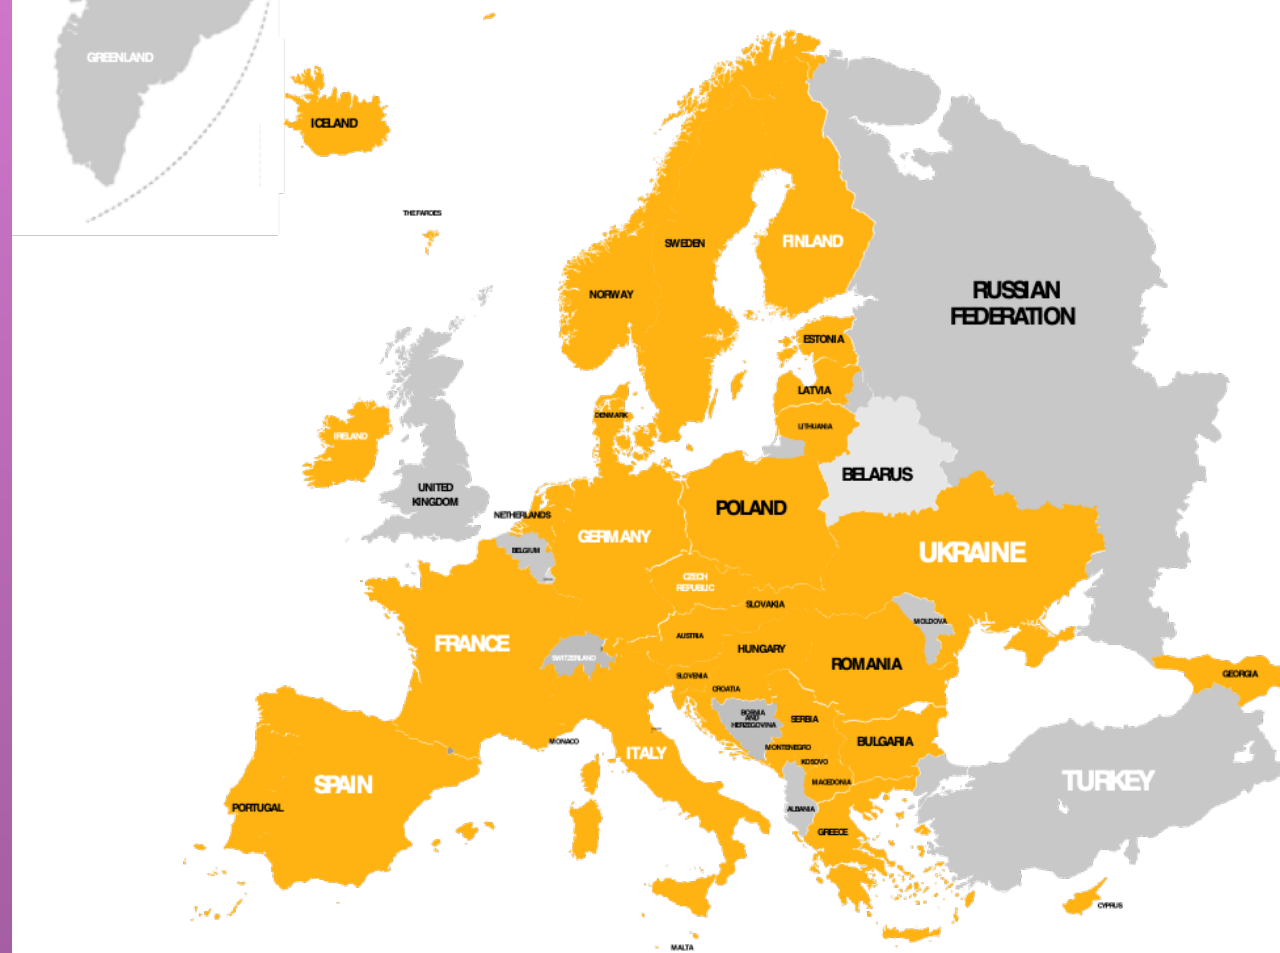 GREENLAND
ICELAND
THE FAROES
SWEDEN
FINLAND
NORWAY
RUSSIAN
FEDERATION
ESTONIA
LATVIA
DENMARK
LITHUANIA
IRELAND
BELARUS
UNITED
KINGDOM
POLAND
NETHERLANDS
GERMANY
BELGIUM
UKRAINE
CZECH
REPUBLIC
SLOVAKIA
MOLDOVA
AUSTRIA
FRANCE
HUNGARY
SWITZERLAND
ROMANIA
SLOVENIA
GEORGIA
CROATIA
BOSNIA
AND
HERZEGOVINA
SERBIA
MONACO
BULGARIA
MONTENEGRO
ITALY
KOSOVO
TURKEY
MACEDONIA
SPAIN
PORTUGAL
ALBANIA
GREECE
CYPRUS
MALTA